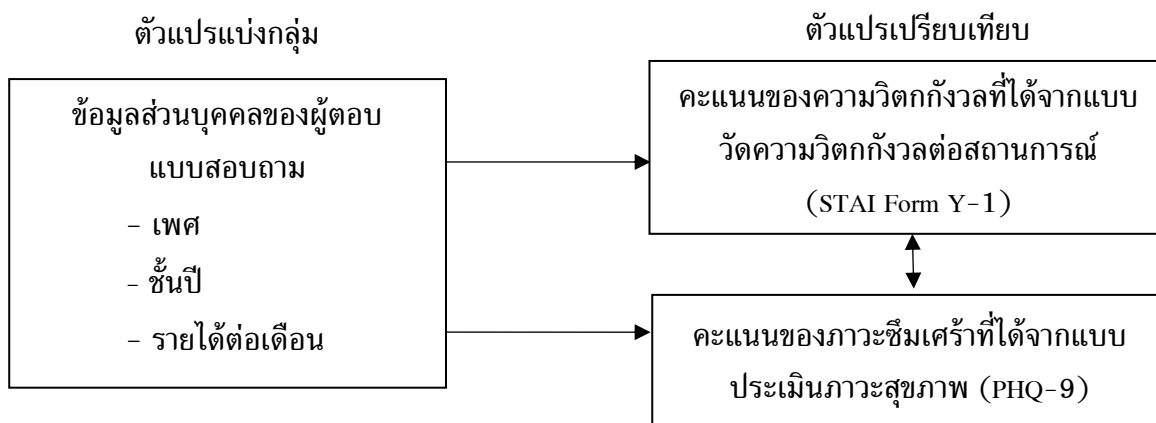 ตัวแปรแบ่งกลุ่ม
ข้อมูลส่วนบุคคลของผู้ตอบ
แบบสอบถาม
- เพศ
- ชั้นปี
- รายได้ต่อเดือน
ตัวแปรเปรียบเทียบ
คะแนนของความวิตกกังวลที่ได้จากแบบ
วัดความวิตกกังวลต่อสถานการณ์
(STAI Form Y-1)
คะแนนของภาวะซึมเศร้าที่ได้จากแบบ
ประเมินภาวะสุขภาพ (PHQ-9)